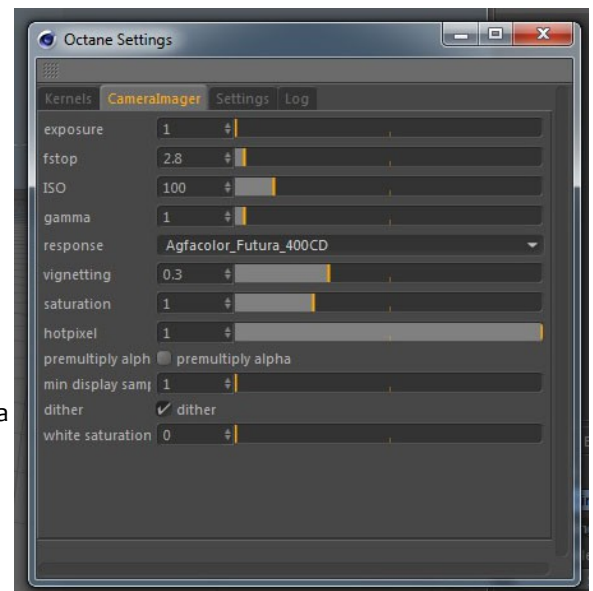 Octane Settings
Kernels CameraImager Settings Log
exposure 1
fstop 2.8
ISO 100
gamma 1
response Agfacolor_Futura_400CD
vignetting 0.3
saturation 1
hotpixel 1
premultiply alph premultiply alpha
min display samp 1
a
dither dither
white saturation 0